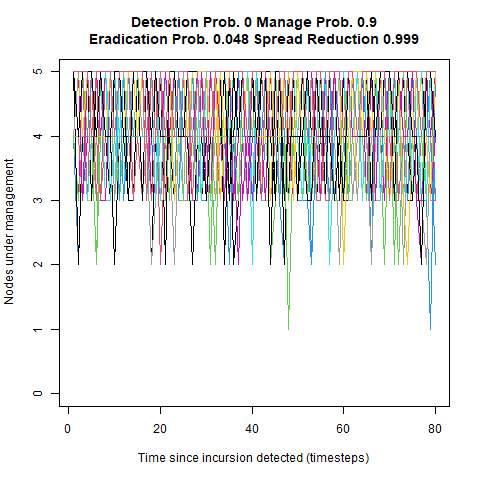 Detection Prob. 0 Manage Prob. 0.9
Eradication Prob. 0.048 Spread Reduction 0.999
Nodes under management
5
4
3
2
1
0
0 20 40 60 80
Time since incursion detected (timesteps)